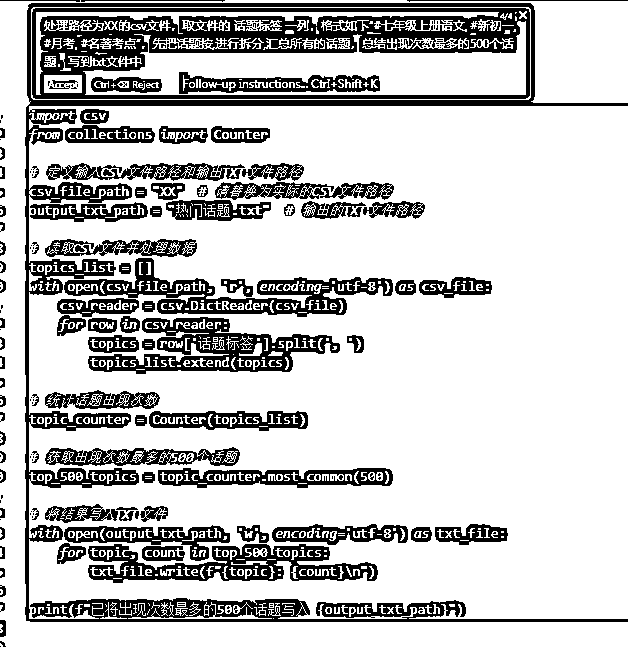 4/4
处理路径为XX的csv文件, 取文件的 话题标签 一列, 格式如下"#七年级上册语文, #新初一,
#月考, #名著考点", 先把话题按,进行拆分,汇总所有的话题, 总结出现次数最多的500个话
题, 写到txt文件中
Accept Ctrl+⌫ Reject Follow-up instructions... Ctrl+Shift+K
import csv
from collections import Counter
# 定义输入CSV文件路径和输出TXT文件路径
csv_file_path = "XX" # 请替换为实际的CSV文件路径
output_txt_path = "热门话题.txt" # 输出的TXT文件路径
# 读取CSV文件并处理数据
topics_list = []
with open(csv_file_path, 'r', encoding='utf-8') as csv_file:
    csv_reader = csv.DictReader(csv_file)
    for row in csv_reader:
        topics = row['话题标签'].split(', ')
        topics_list.extend(topics)
# 统计话题出现次数
topic_counter = Counter(topics_list)
# 获取出现次数最多的500个话题
top_500_topics = topic_counter.most_common(500)
# 将结果写入TXT文件
with open(output_txt_path, 'w', encoding='utf-8') as txt_file:
    for topic, count in top_500_topics:
        txt_file.write(f"{topic}: {count}\n")
print(f"已将出现次数最多的500个话题写入 {output_txt_path}")